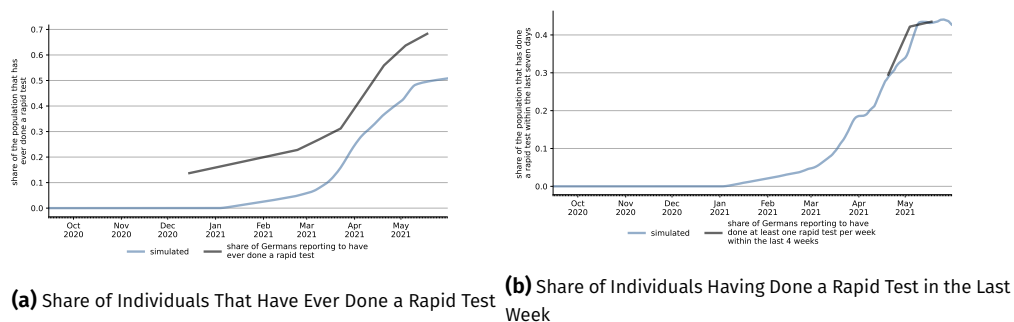 share of the population that has
ever done a rapid test
0.7
0.6
0.5
0.4
0.3
0.2
0.1
0.0
Oct Nov Dec Jan Feb Mar Apr May
2020 2020 2020 2021 2021 2021 2021 2021
simulated
share of Germans reporting to have
ever done a rapid test
(a) Share of Individuals That Have Ever Done a Rapid Test
share of the population that has done
a rapid test within the last seven days
0.4
0.3
0.2
0.1
0.0
Oct Nov Dec Jan Feb Mar Apr May
2020 2020 2020 2021 2021 2021 2021 2021
simulated
share of Germans reporting to have
done at least one rapid test per week
within the last 4 weeks
(b) Share of Individuals Having Done a Rapid Test in the Last
Week